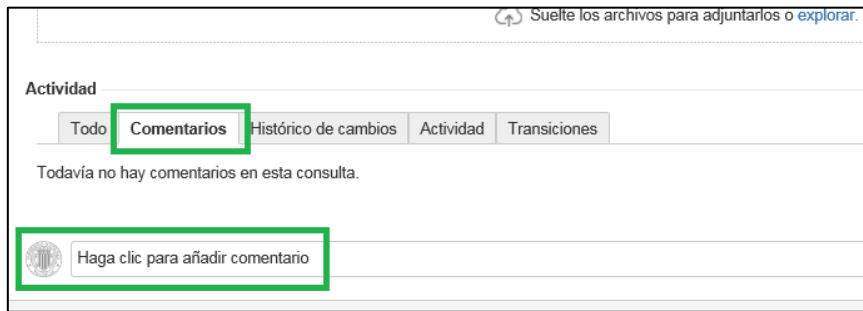 Suelte los archivos para adjuntarlos o explorar.
Actividad
Todo Comentarios Histórico de cambios Actividad Transiciones
Todavía no hay comentarios en esta consulta.
Haga clic para añadir comentario